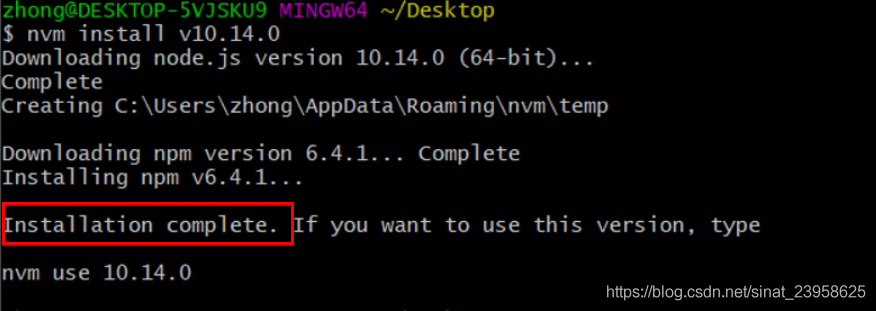 zhong@DESKTOP-5VJSKU9 MINGW64 ~/Desktop
$ nvm install v10.14.0
Downloading node.js version 10.14.0 (64-bit)...
Complete
Creating C:\Users\zhong\AppData\Roaming\nvm\temp
Downloading npm version 6.4.1... Complete
Installing npm v6.4.1...
Installation complete. If you want to use this version, type
nvm use 10.14.0
https://blog.csdn.net/sinat_23958625